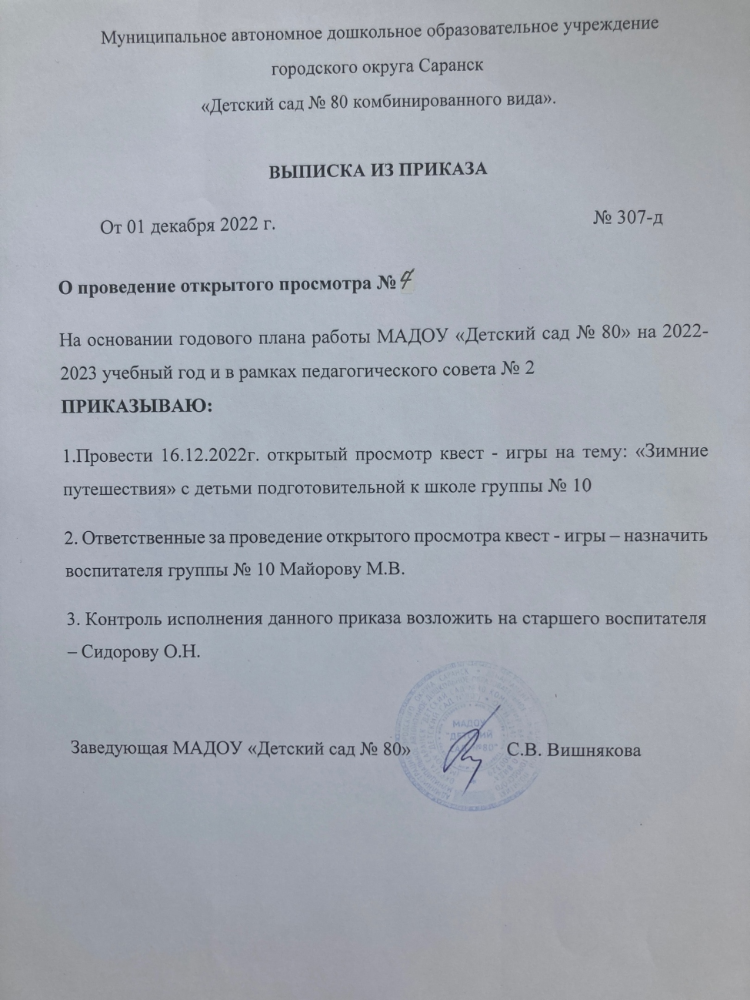 Муниципальное автономное дошкольное образовательное учреждение
городского округа Саранск
«Детский сад № 80 комбинированного вида».
ВЫПИСКА ИЗ ПРИКАЗА
От 01 декабря 2022 г. № 307-д
О проведение открытого просмотра №
На основании годового плана работы МАДОУ «Детский сад № 80» на 2022-
2023 учебный год и в рамках педагогического совета № 2
ПРИКАЗЫВАЮ:
1.Провести 16.12.2022г. открытый просмотр квест - игры на тему: «Зимние
путешествия» с детьми подготовительной к школе группы № 10
2. Ответственные за проведение открытого просмотра квест - игры – назначить
воспитателя группы № 10 Майорову М.В.
3. Контроль исполнения данного приказа возложить на старшего воспитателя
– Сидорову О.Н.
МАДОУ
"ДЕТСКИЙ
САД №80"
Заведующая МАДОУ «Детский сад № 80» С.В. Вишнякова